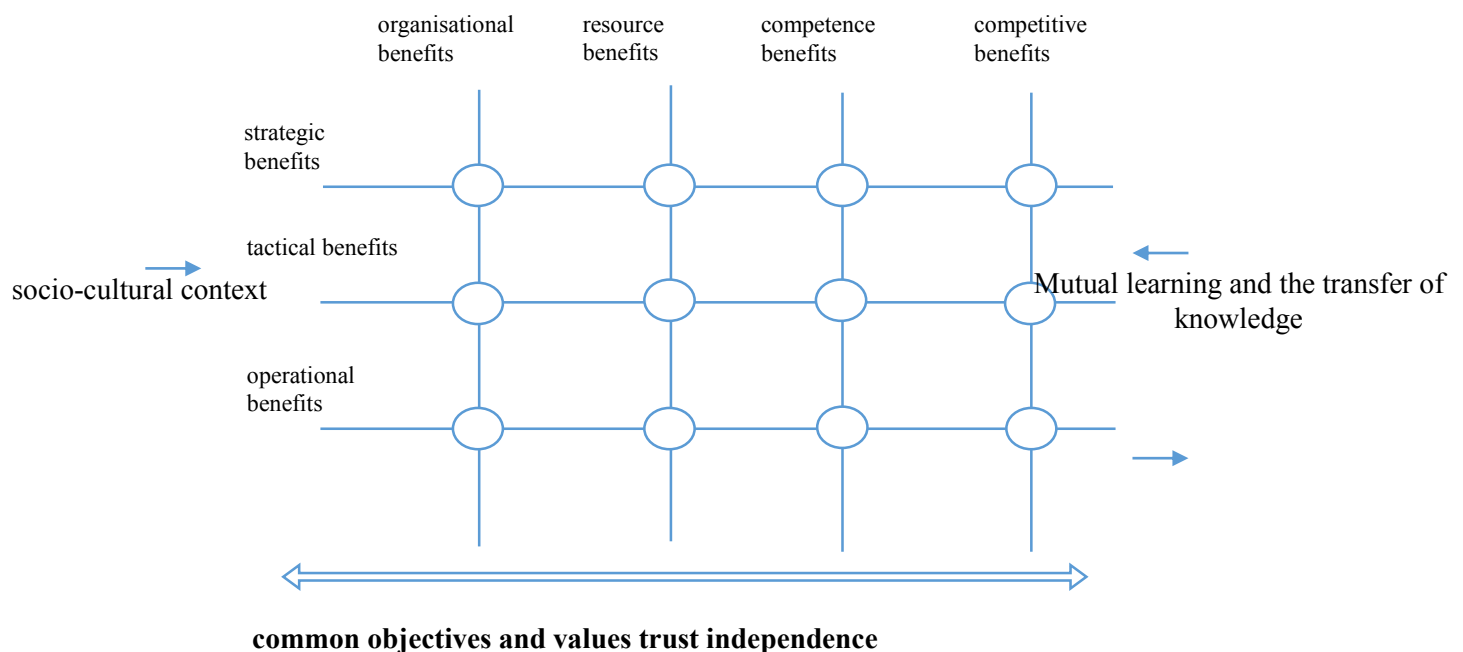 organisational
benefits
resource
benefits
competence
benefits
competitive
benefits
strategic
benefits
tactical benefits
socio-cultural context
Mutual learning and the transfer of
knowledge
operational
benefits
common objectives and values trust independence